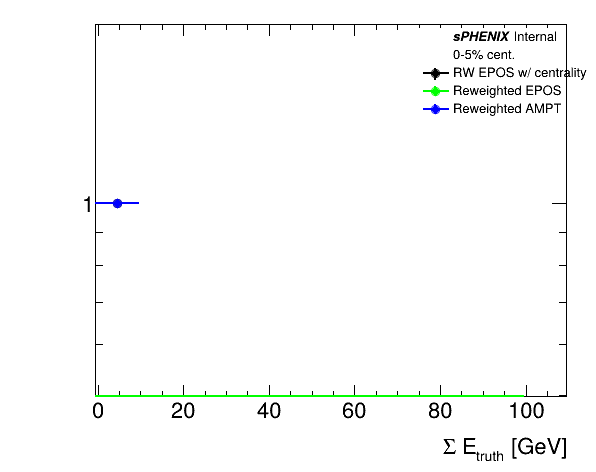 sPHENIX Internal
0-5% cent.
RW EPOS w/ centrality
Reweighted EPOS
Reweighted AMPT
1
0 20 40 60 80 100
Σ E_truth [GeV]